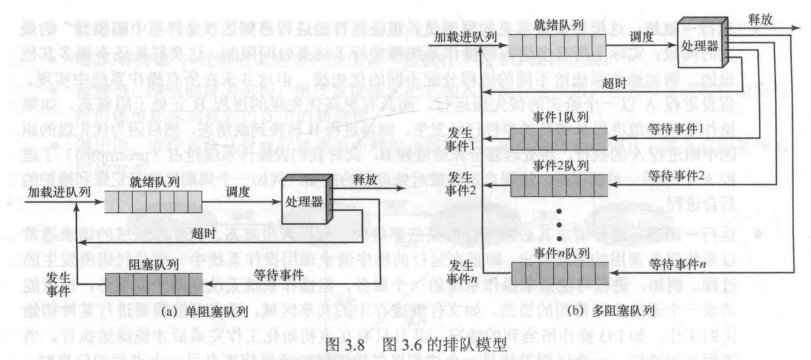 就绪队列
加载进队列
调度
处理器
释放
超时
发生
事件
阻塞队列
等待事件
(a) 单阻塞队列
就绪队列
加载进队列
调度
处理器
释放
超时
发生
事件1
事件1队列
等待事件1
发生
事件2
事件2队列
等待事件2
发生
事件n
事件n队列
等待事件n
(b) 多阻塞队列
图 3.8 图 3.6 的排队模型